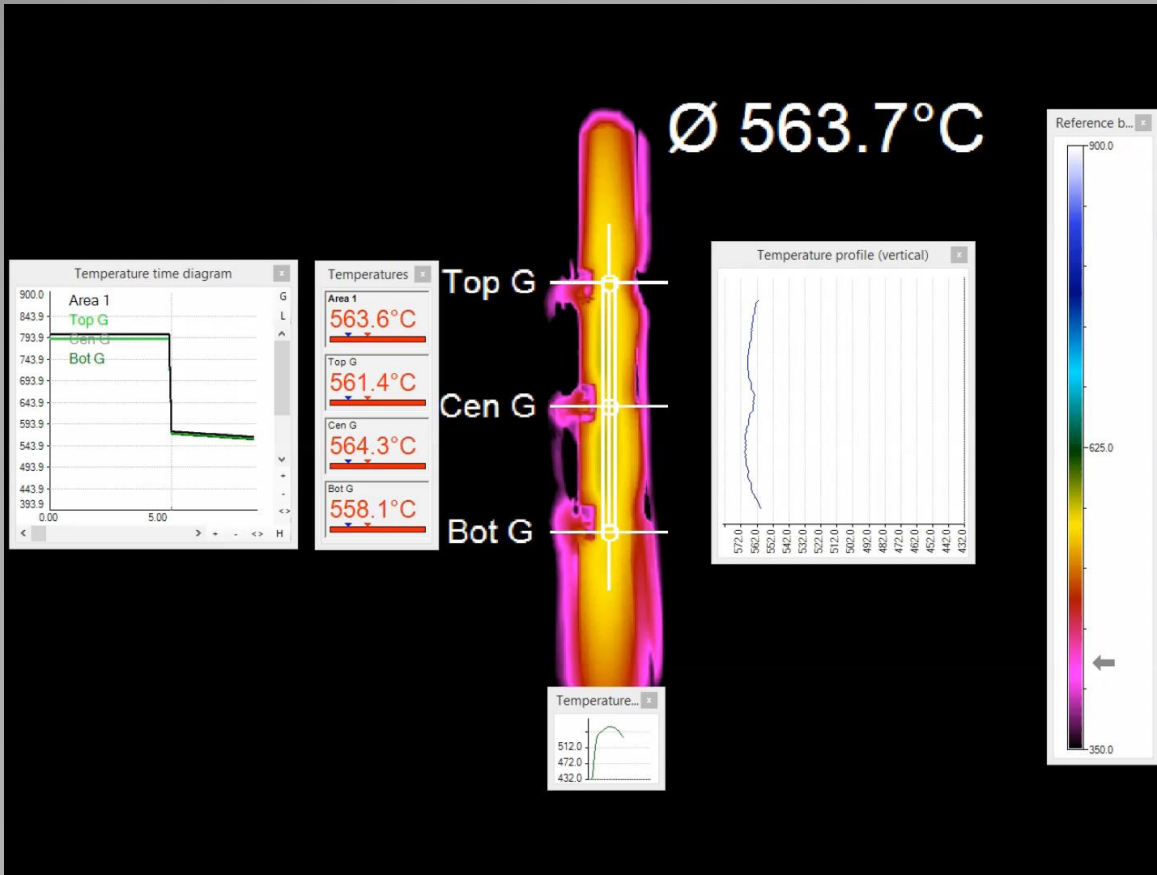 Ø 563.7°C
Reference b...
900.0
625.0
350.0
Temperature time diagram
900.0
843.9
793.9
743.9
693.9
643.9
593.9
543.9
493.9
443.9
393.9
0.00
5.00
Area 1
Top G
Cen G
Bot G
G
L
H
Temperatures
Area 1
563.6°C
Top G
561.4°C
Cen G
564.3°C
Bot G
558.1°C
Top G
Cen G
Bot G
Temperature profile (vertical)
572.0
562.0
552.0
542.0
532.0
522.0
512.0
502.0
492.0
482.0
472.0
462.0
452.0
442.0
432.0
Temperature...
512.0
472.0
432.0